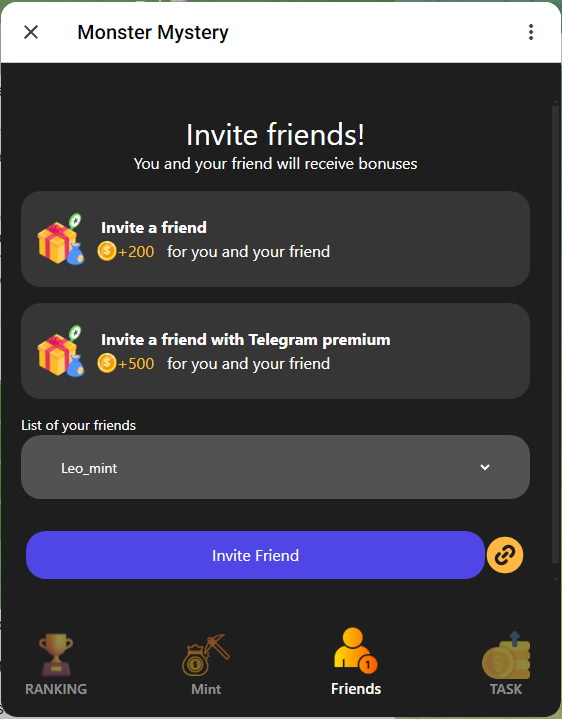 Monster Mystery
Invite friends!
You and your friend will receive bonuses
Invite a friend
+200 for you and your friend
Invite a friend with Telegram premium
+500 for you and your friend
List of your friends
Leo_mint
Invite Friend
1
RANKING Mint Friends TASK